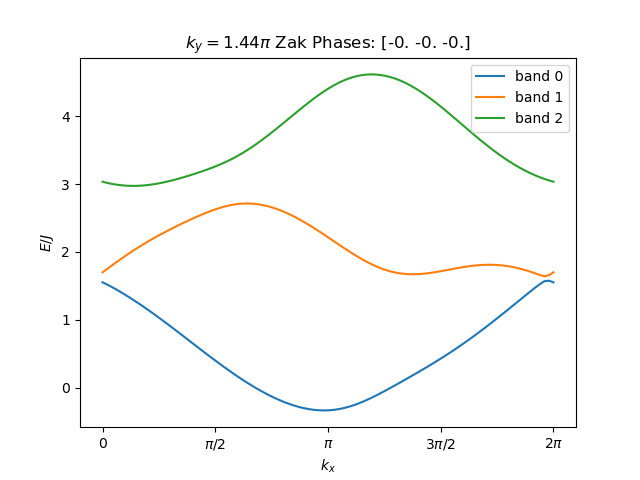 k_y = 1.44π Zak Phases: [-0. -0. -0.]
band 0
band 1
band 2
4
3
2
1
0
E/J
0 π/2 π 3π/2 2π
k_x